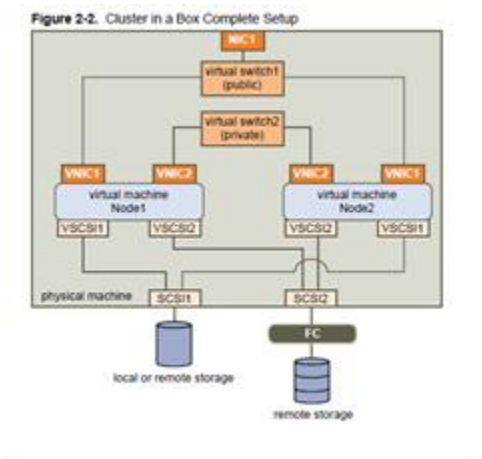 Figure 2-2. Cluster in a Box Complete Setup
NIC1
virtual switch1
(public)
virtual switch2
(private)
VNIC1
VNIC2
VNIC2
VNIC1
virtual machine
Node1
virtual machine
Node2
VSCSI1
VSCSI2
VSCSI2
VSCSI1
physical machine
SCSI1
SCSI2
FC
local or remote storage
remote storage